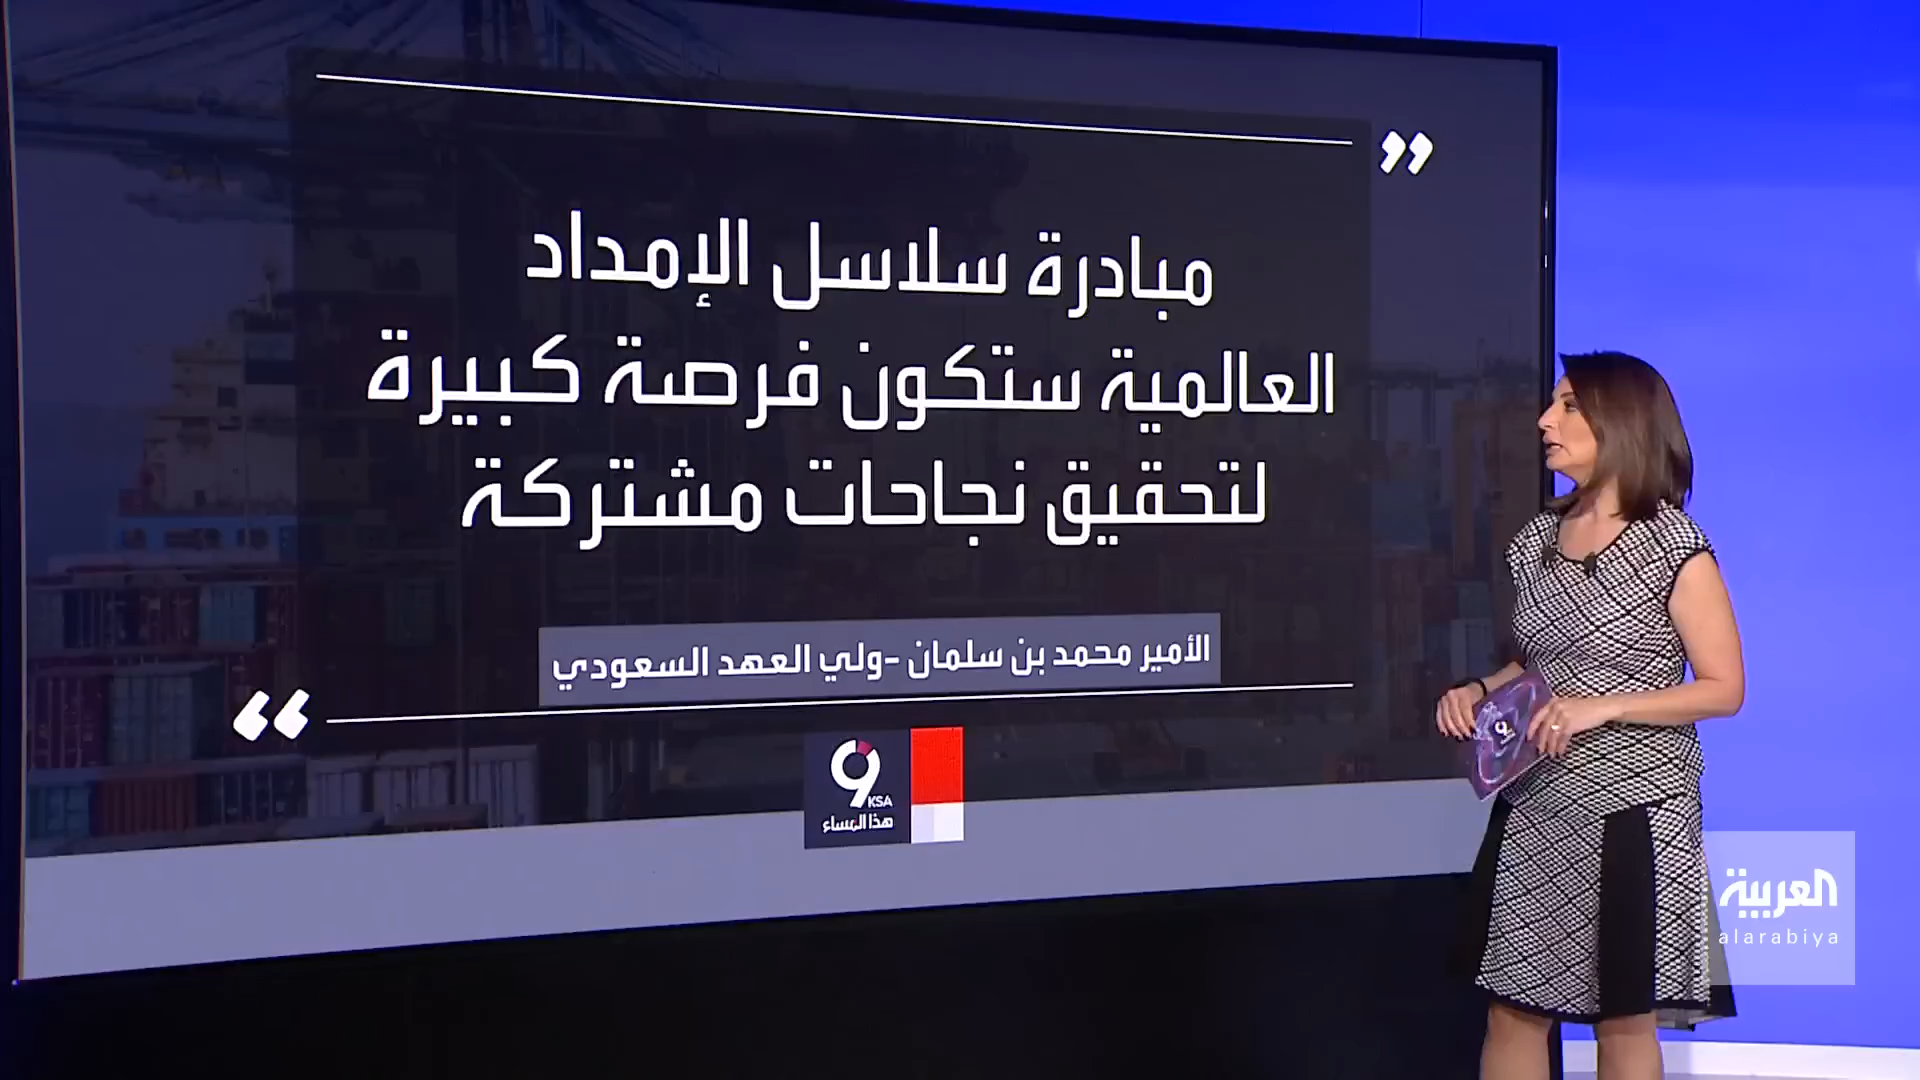 مبادرة سلاسل الإمداد
العالمية ستكون فرصة كبيرة
لتحقيق نجاحات مشتركة
الأمير محمد بن سلمان -ولي العهد السعودي
9
KSA
هذا المساء
9
العربية
alarabiya